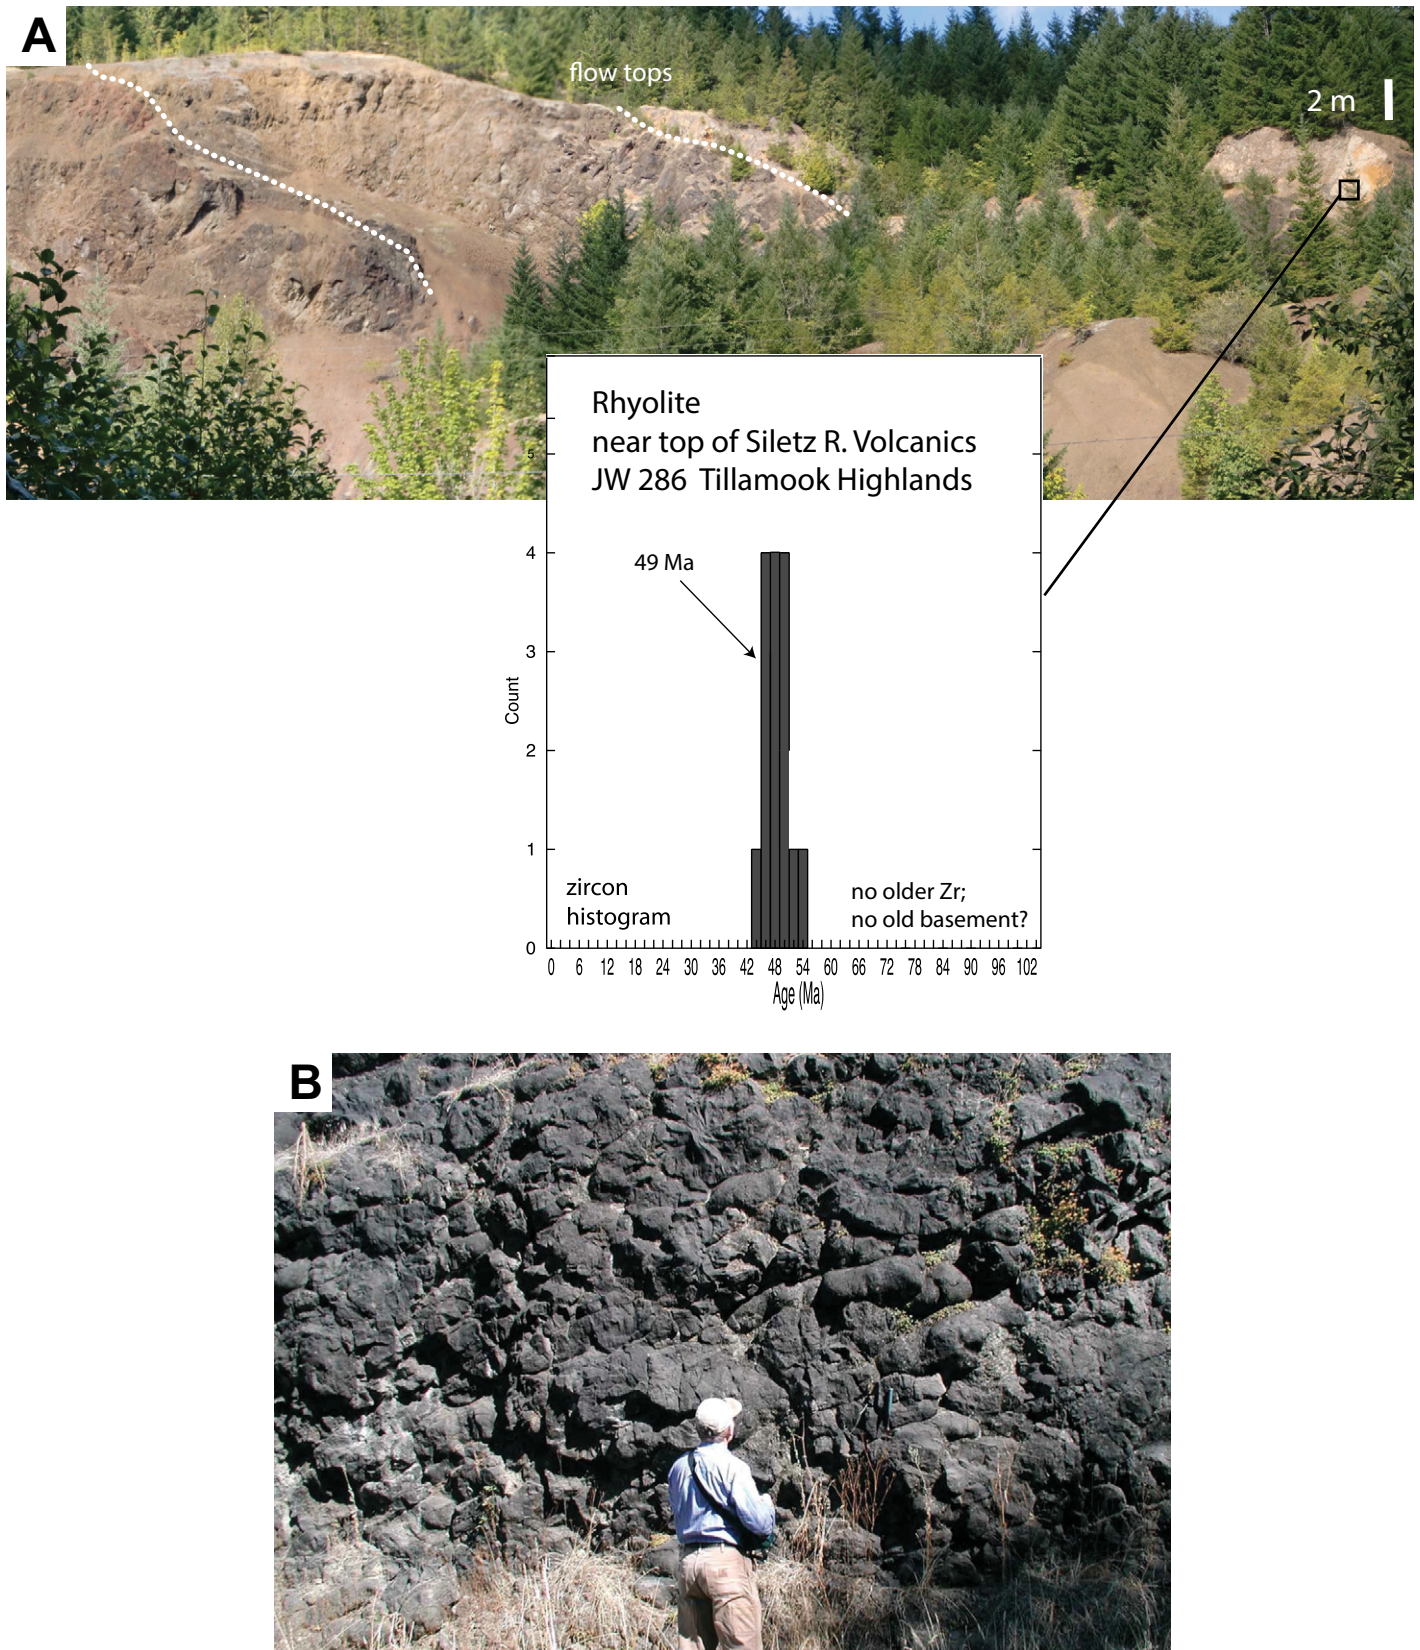 A
flow tops
2 m
Rhyolite
near top of Siletz R. Volcanics
JW 286 Tillamook Highlands
5
4
49 Ma
3
Count
2
1
zircon
histogram
no older Zr;
no old basement?
0
0 6 12 18 24 30 36 42 48 54 60 66 72 78 84 90 96 102
Age (Ma)
B